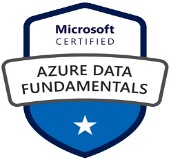 Microsoft
CERTIFIED
AZURE DATA
FUNDAMENTALS